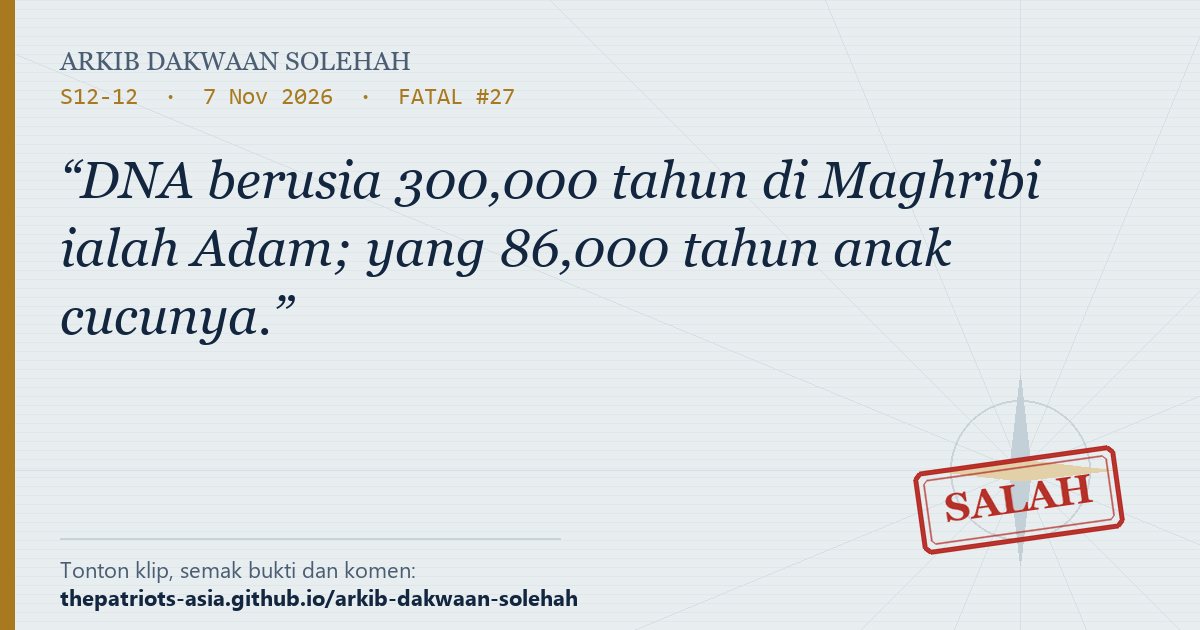 ARKIB DAKWAAN SOLEHAH
S12-12 · 7 Nov 2026 · FATAL #27
“DNA berusia 300,000 tahun di Maghribi
ialah Adam; yang 86,000 tahun anak
cucunya.”
SALAH
Tonton klip, semak bukti dan komen:
thepatriots-asia.github.io/arkib-dakwaan-solehah